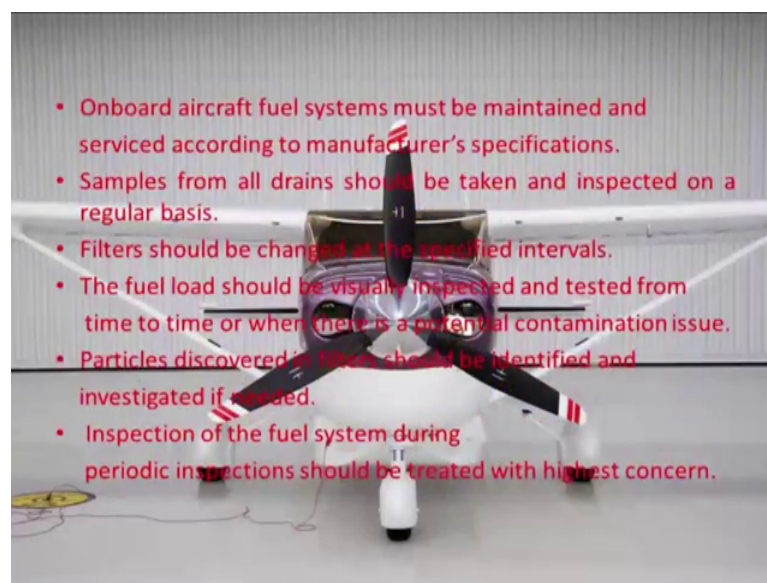 • Onboard aircraft fuel systems must be maintained and
serviced according to manufacturer's specifications.
• Samples from all drains should be taken and inspected on a
regular basis.
• Filters should be changed at the specified intervals.
• The fuel load should be visually inspected and tested from
time to time or when there is a potential contamination issue.
• Particles discovered in filters should be identified and
investigated if needed.
• Inspection of the fuel system during
periodic inspections should be treated with highest concern.